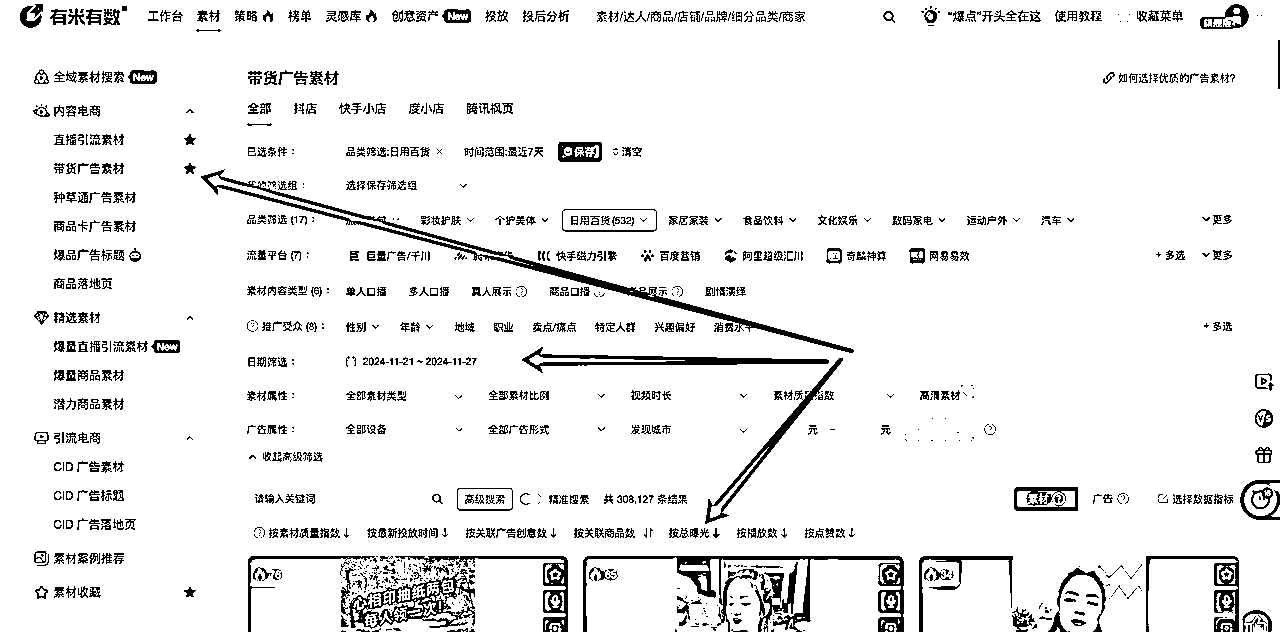 有米有数 工作台 素材 策略 榜单 灵感库 创意资产 New 投放 投后分析 素材/达人/商品/店铺/品牌/细分品类/商家 “爆点”开头全在这 使用教程 收藏菜单
全域素材搜索 New
内容电商
直播引流素材
带货广告素材
种草通广告素材
商品卡广告素材
爆品广告标题
商品落地页
精选素材
爆量直播引流素材 New
爆量商品素材
潜力商品素材
引流电商
CID 广告素材
CID 广告标题
CID 广告落地页
素材案例推荐
素材收藏
带货广告素材 如何选择优质的广告素材?
全部 抖店 快手小店 度小店 腾讯枫页
已选条件: 品类筛选:日用百货 × 时间范围:最近7天 保存 清空
筛选组: 选择保存筛选组
品类筛选 (17): 彩妆护肤 个护美体 日用百货(532) 家居家装 食品饮料 文化娱乐 数码家电 运动户外 汽车 更多
流量平台 (7): 巨量广告/千川 快手磁力引擎 百度营销 阿里超级汇川 奇麟神算 网易易效 + 多选 更多
素材内容类型 (6): 单人口播 多人口播 真人展示 商品口播 商品展示 剧情演绎
推广受众 (8): 性别 年龄 地域 职业 卖点/痛点 特定人群 兴趣偏好 消费水平 + 多选
日期筛选: 2024-11-21 ~ 2024-11-27
素材属性: 全部素材类型 全部素材比例 视频时长 素材质量指数 高清素材
广告属性: 全部设备 全部广告形式 发现城市 元 - 元
收起高级筛选
请输入关键词 高级搜索 精准搜索 共 308,127 条结果 素材 广告 选择数据指标
按素材质量指数 按最新投放时间 按关联广告创意数 按关联商品数 按总曝光 按播放数 按点赞数
76 85
心相印抽纸两包
每人领一次!